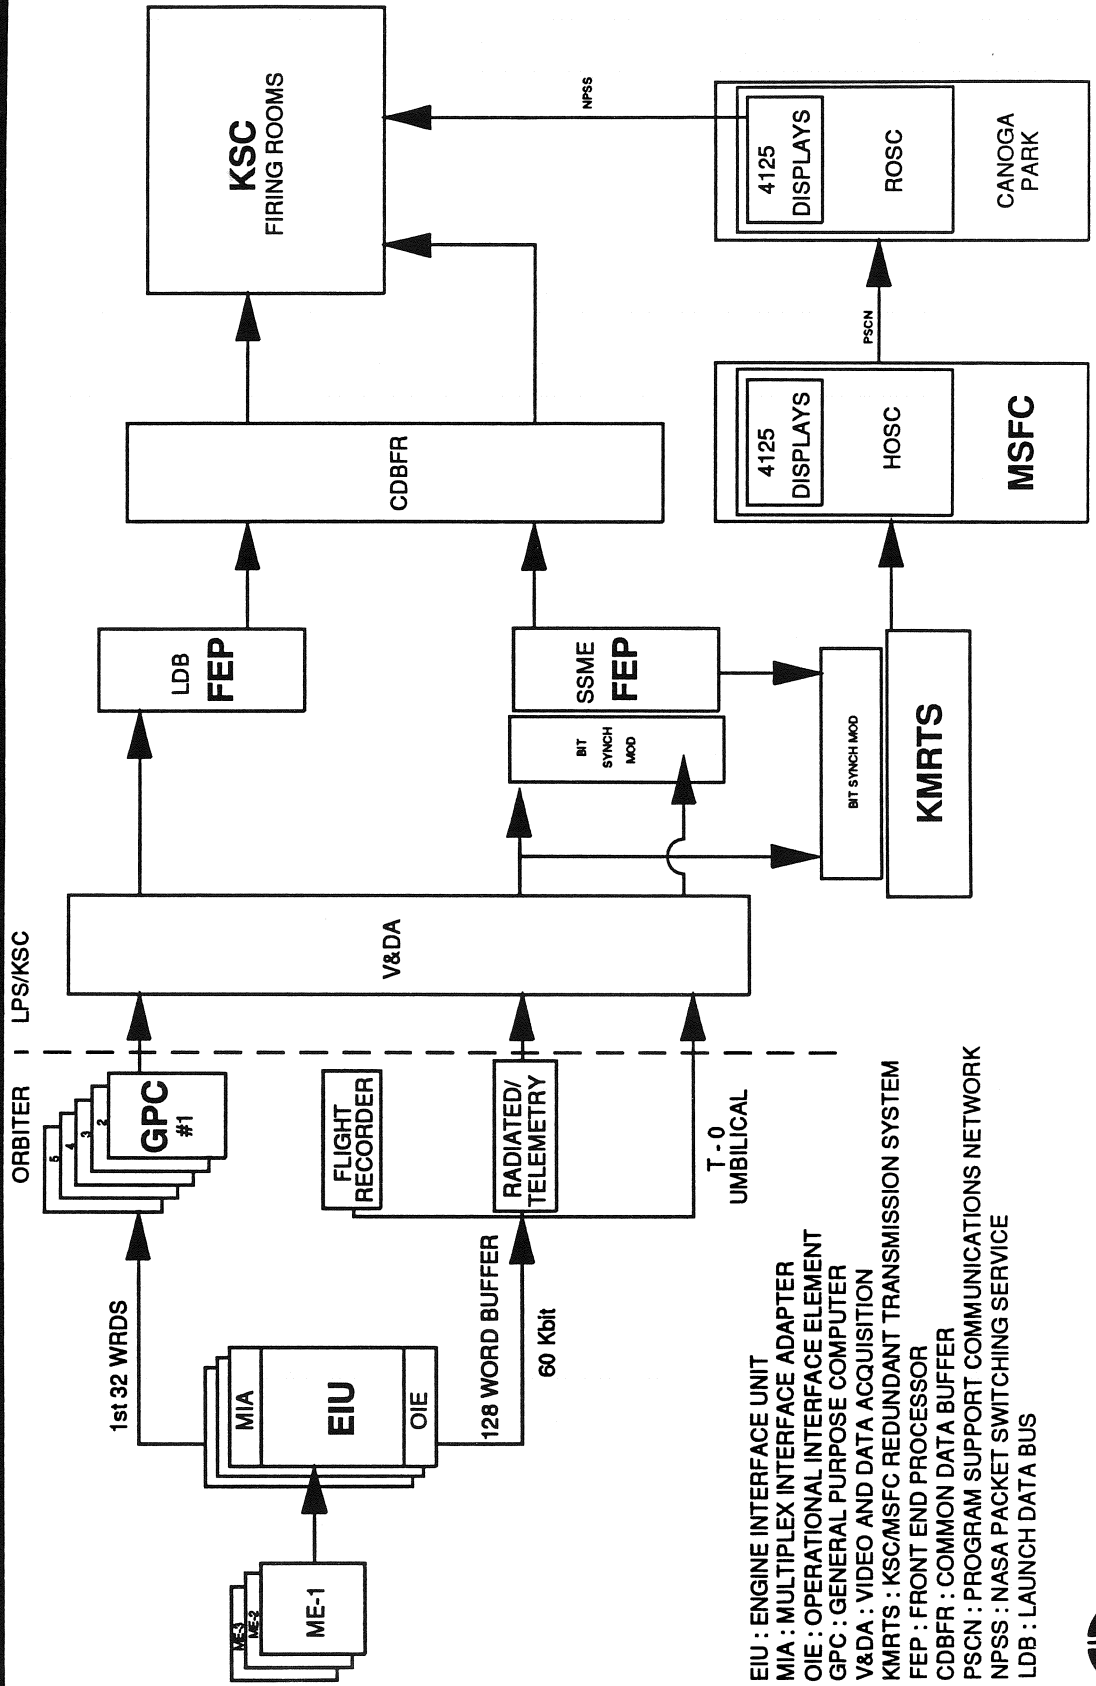 ORBITER
LPS/KSC
ME-3
ME-2
ME-1
MIA
EIU
OIE
1st 32 WRDS
128 WORD BUFFER
60 Kbit
5
4
3
2
GPC
#1
FLIGHT
RECORDER
RADIATED/
TELEMETRY
T - 0
UMBILICAL
V&DA
LDB
FEP
BIT
SYNCH
MOD
SSME
FEP
BIT SYNCH MOD
KMRTS
CDBFR
KSC
FIRING ROOMS
4125
DISPLAYS
HOSC
MSFC
PSCN
4125
DISPLAYS
ROSC
CANOGA
PARK
NPSS
EIU : ENGINE INTERFACE UNIT
MIA : MULTIPLEX INTERFACE ADAPTER
OIE : OPERATIONAL INTERFACE ELEMENT
GPC : GENERAL PURPOSE COMPUTER
V&DA : VIDEO AND DATA ACQUISITION
KMRTS : KSC/MSFC REDUNDANT TRANSMISSION SYSTEM
FEP : FRONT END PROCESSOR
CDBFR : COMMON DATA BUFFER
PSCN : PROGRAM SUPPORT COMMUNICATIONS NETWORK
NPSS : NASA PACKET SWITCHING SERVICE
LDB : LAUNCH DATA BUS